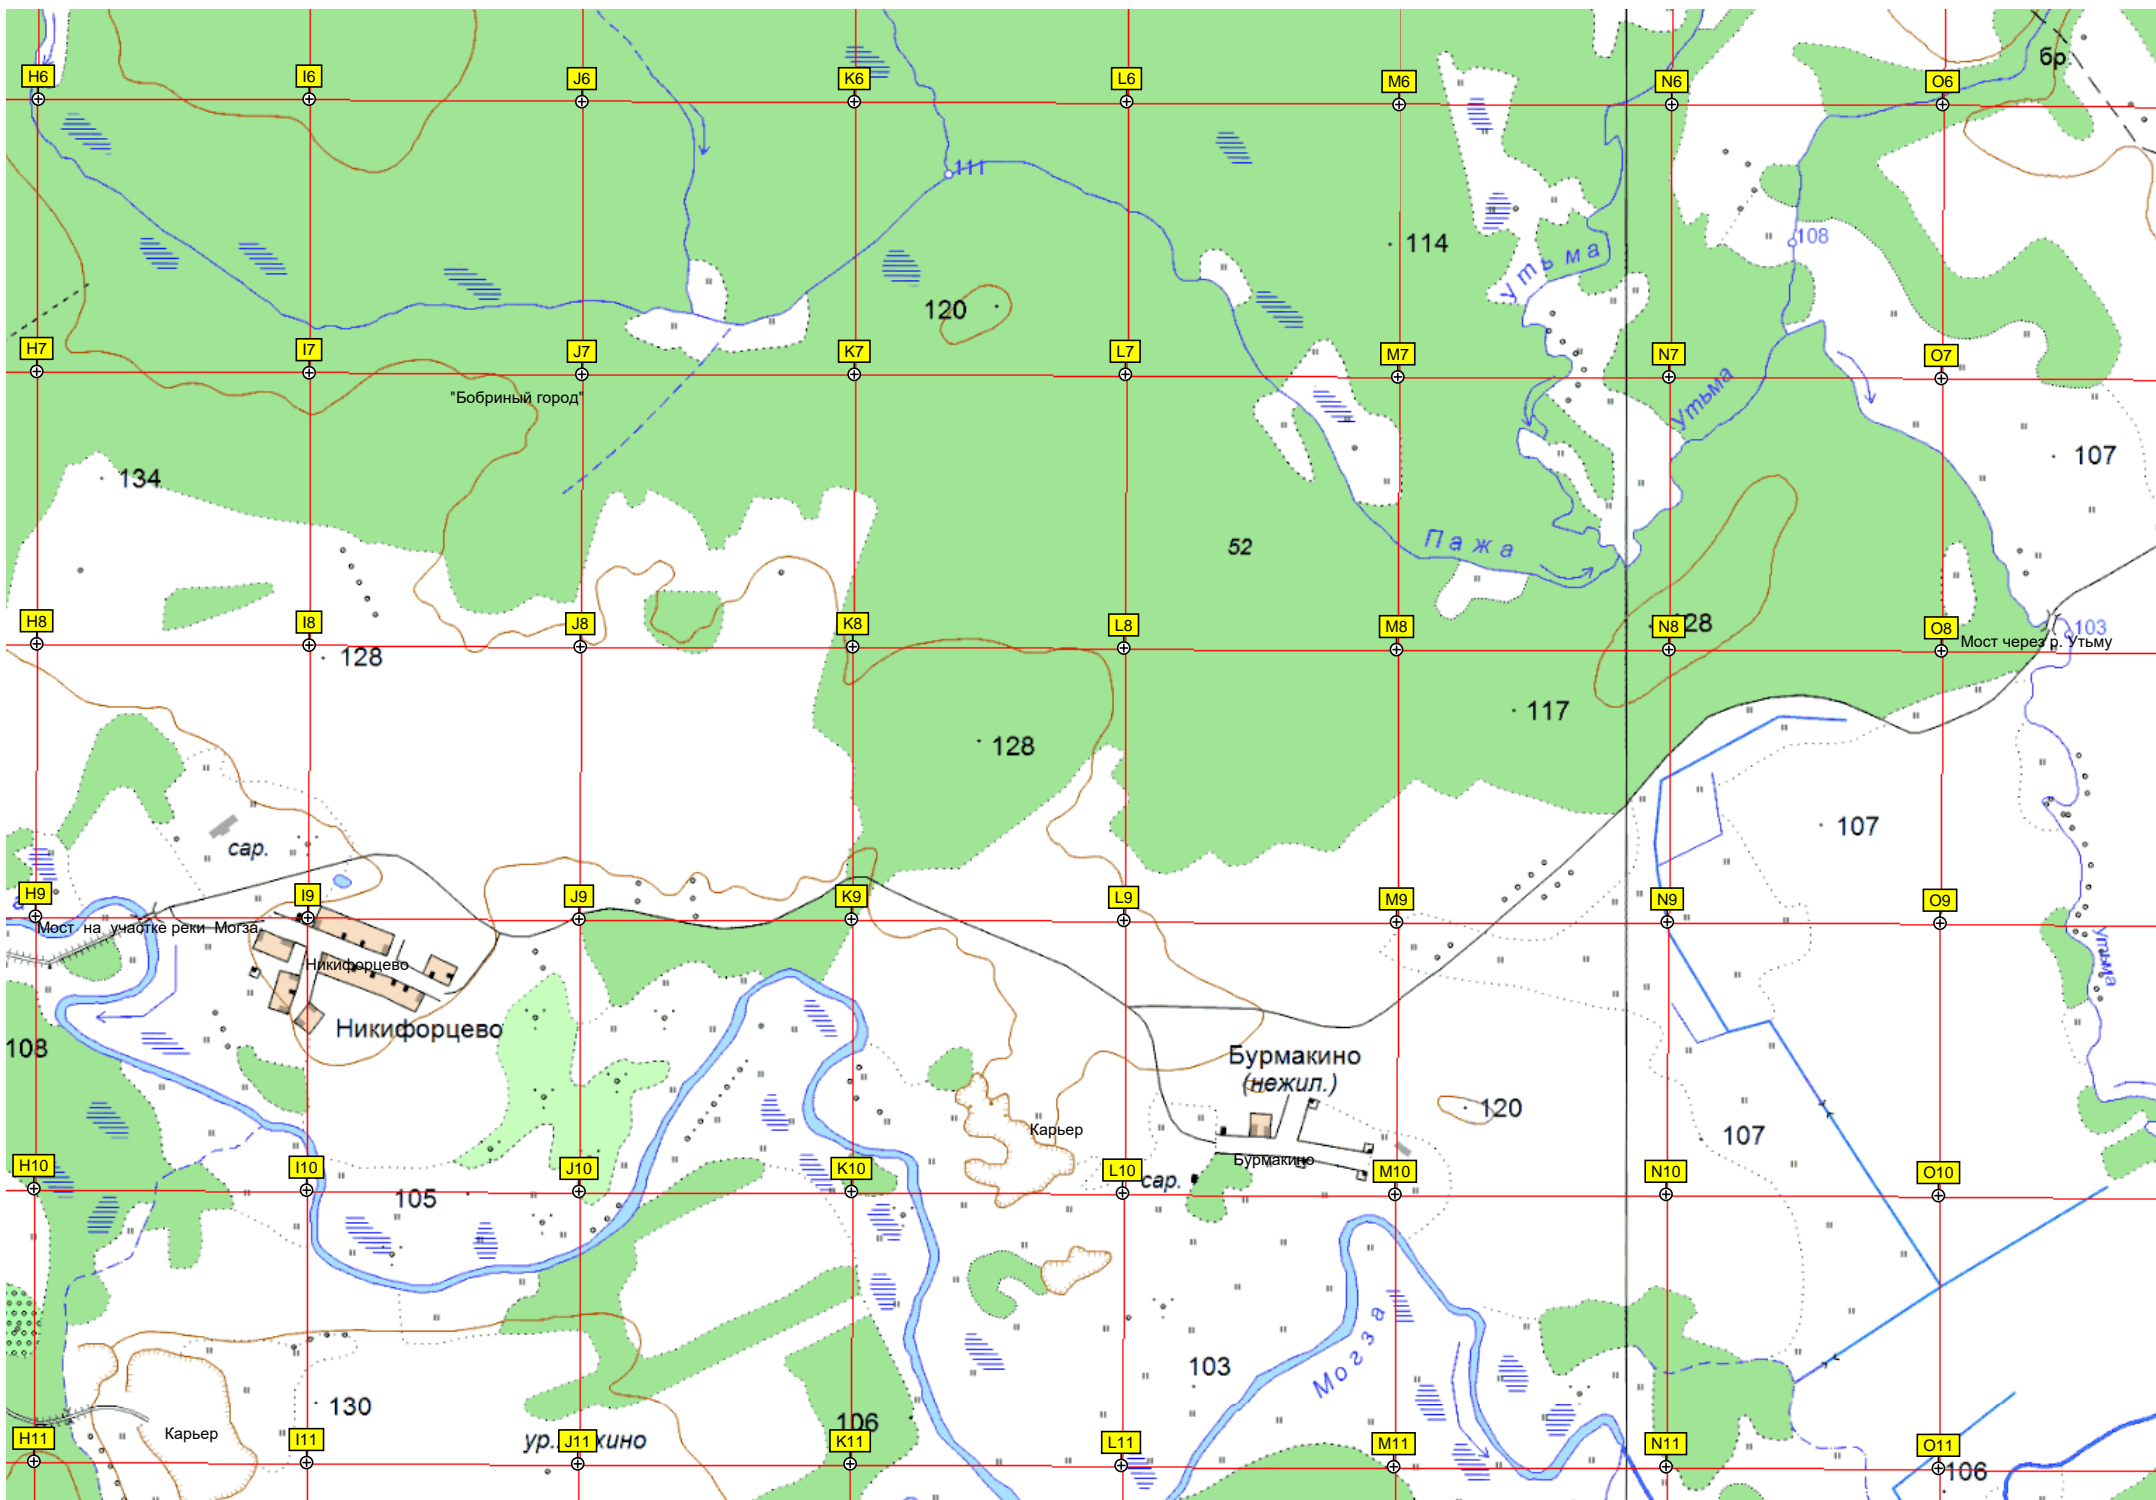 бр
H6
I6
J6
K6
L6
M6
N6
O6
111
114
108
Утьма
120
H7
I7
J7
K7
L7
M7
N7
O7
"Бобриный город"
Утьма
134
107
52
Пажа
H8
I8
J8
K8
L8
M8
N8
28
O8
103
Мост через р. Утьму
128
128
117
107
сар.
H9
I9
J9
K9
L9
M9
N9
O9
Мост на участке реки Могза
Никифорцево
Утьма
Никифорцево
108
Бурмакино
(нежил.)
120
Карьер
107
Бурмакино
H10
I10
J10
K10
L10
сар.
M10
N10
O10
105
Могза
103
130
106
Карьер
H11
I11
ур.
J11
хино
K11
L11
M11
N11
O11
106